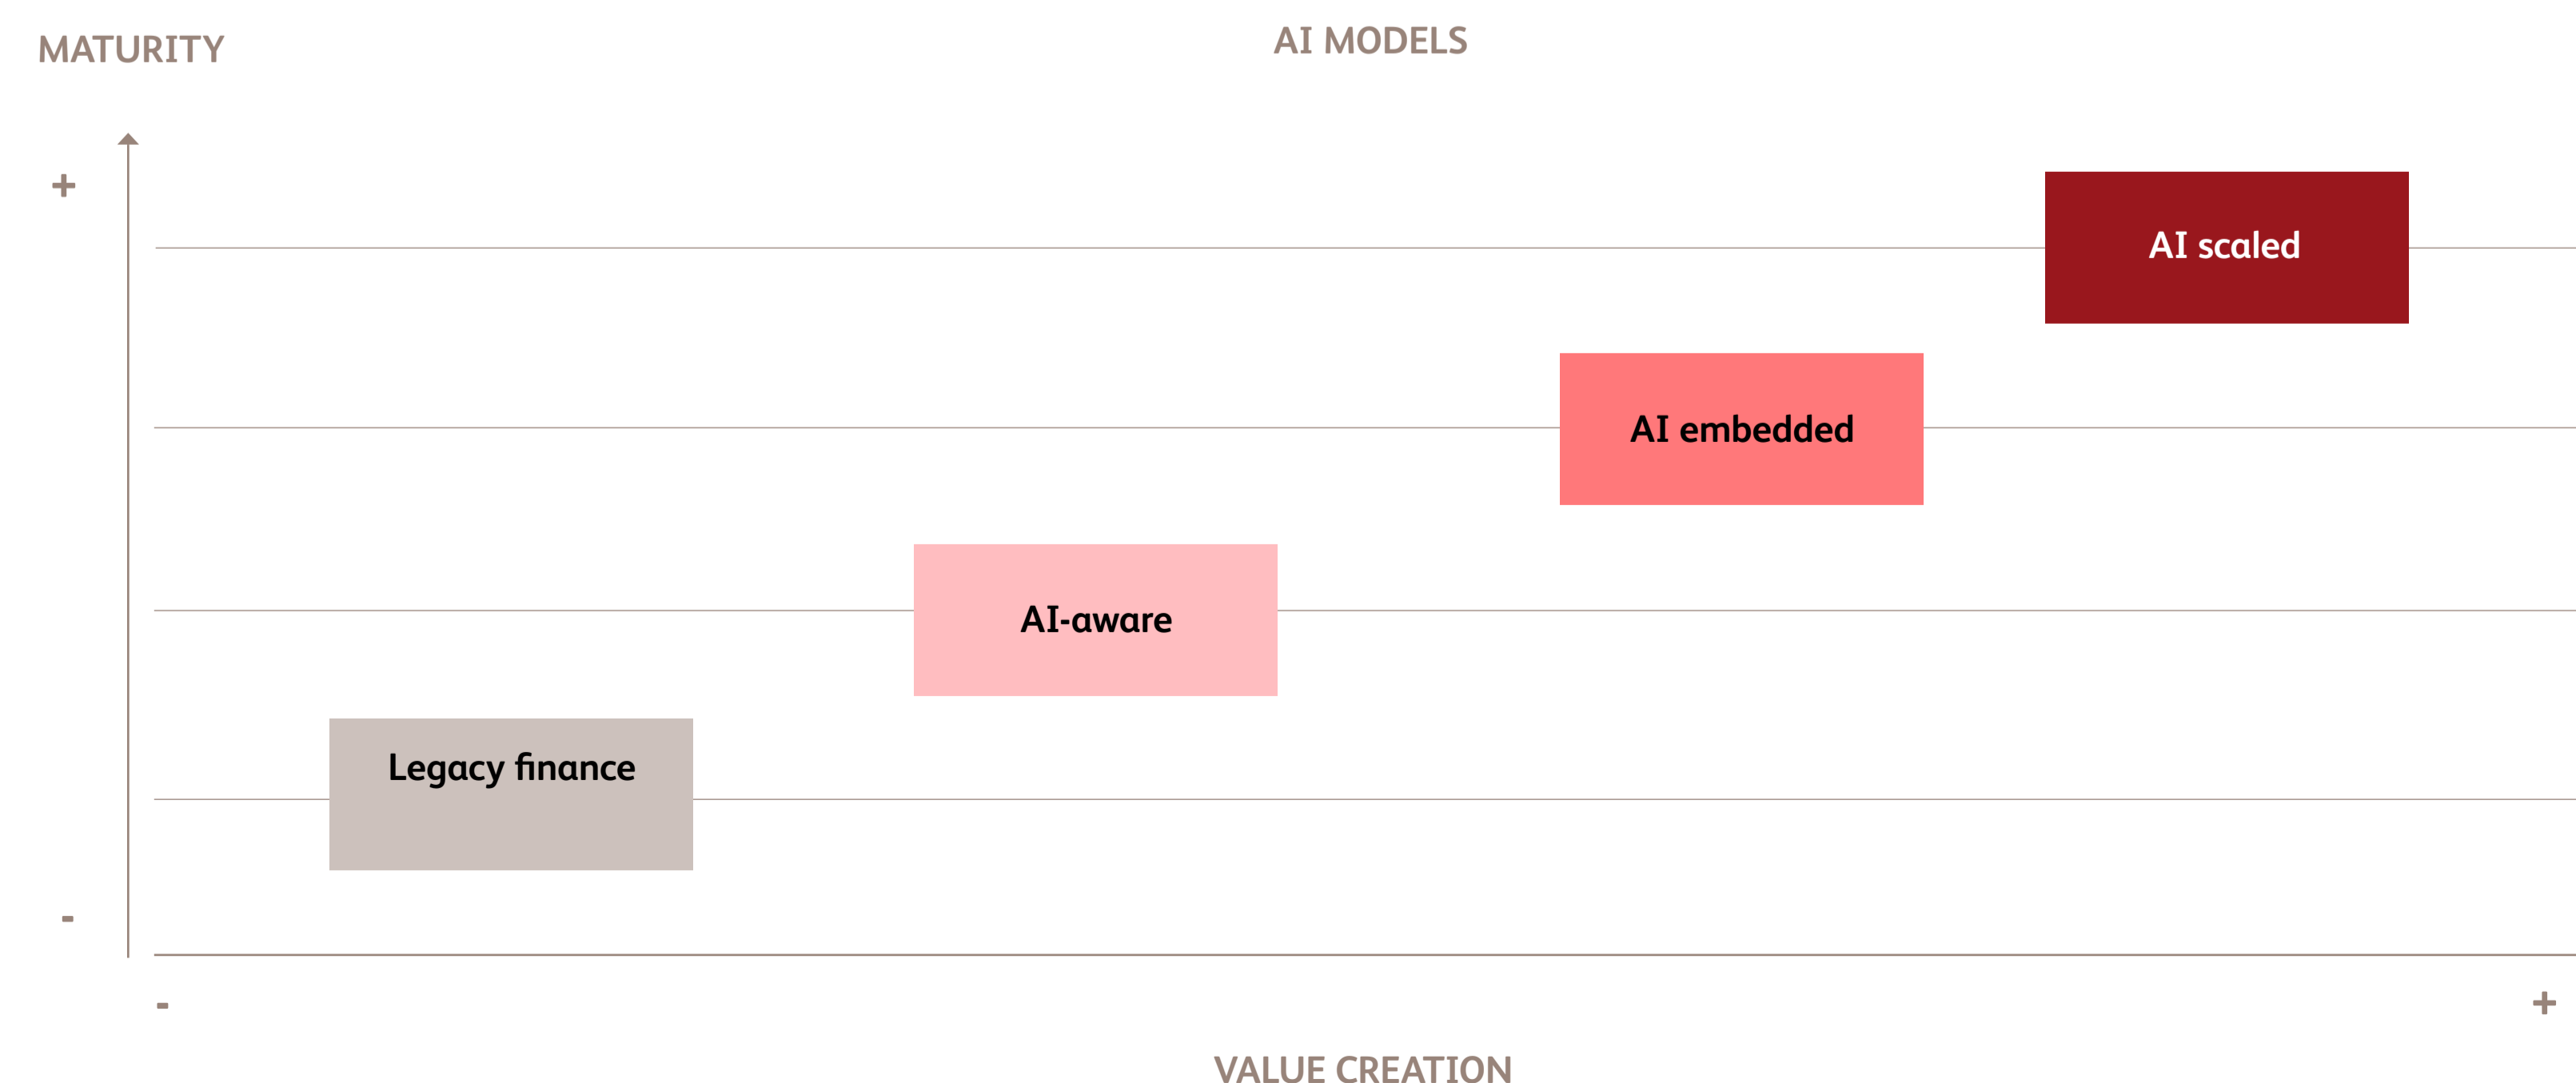 MATURITY
AI MODELS
+
AI scaled
AI embedded
AI-aware
Legacy finance
-
-
+
VALUE CREATION